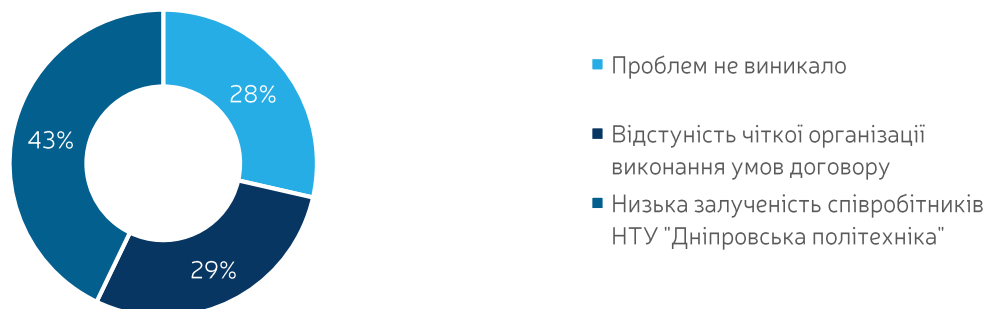 28%
43%
29%
Проблем не виникало
Відстуність чіткої організації
виконання умов договору
Низька залученість співробітників
НТУ "Дніпровська політехніка"